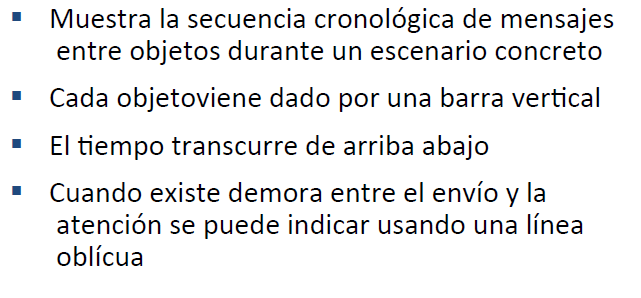 ▪ Muestra la secuencia cronológica de mensajes
entre objetos durante un escenario concreto
▪ Cada objetoviene dado por una barra vertical
▪ El tiempo transcurre de arriba abajo
▪ Cuando existe demora entre el envío y la
atención se puede indicar usando una línea
oblícua